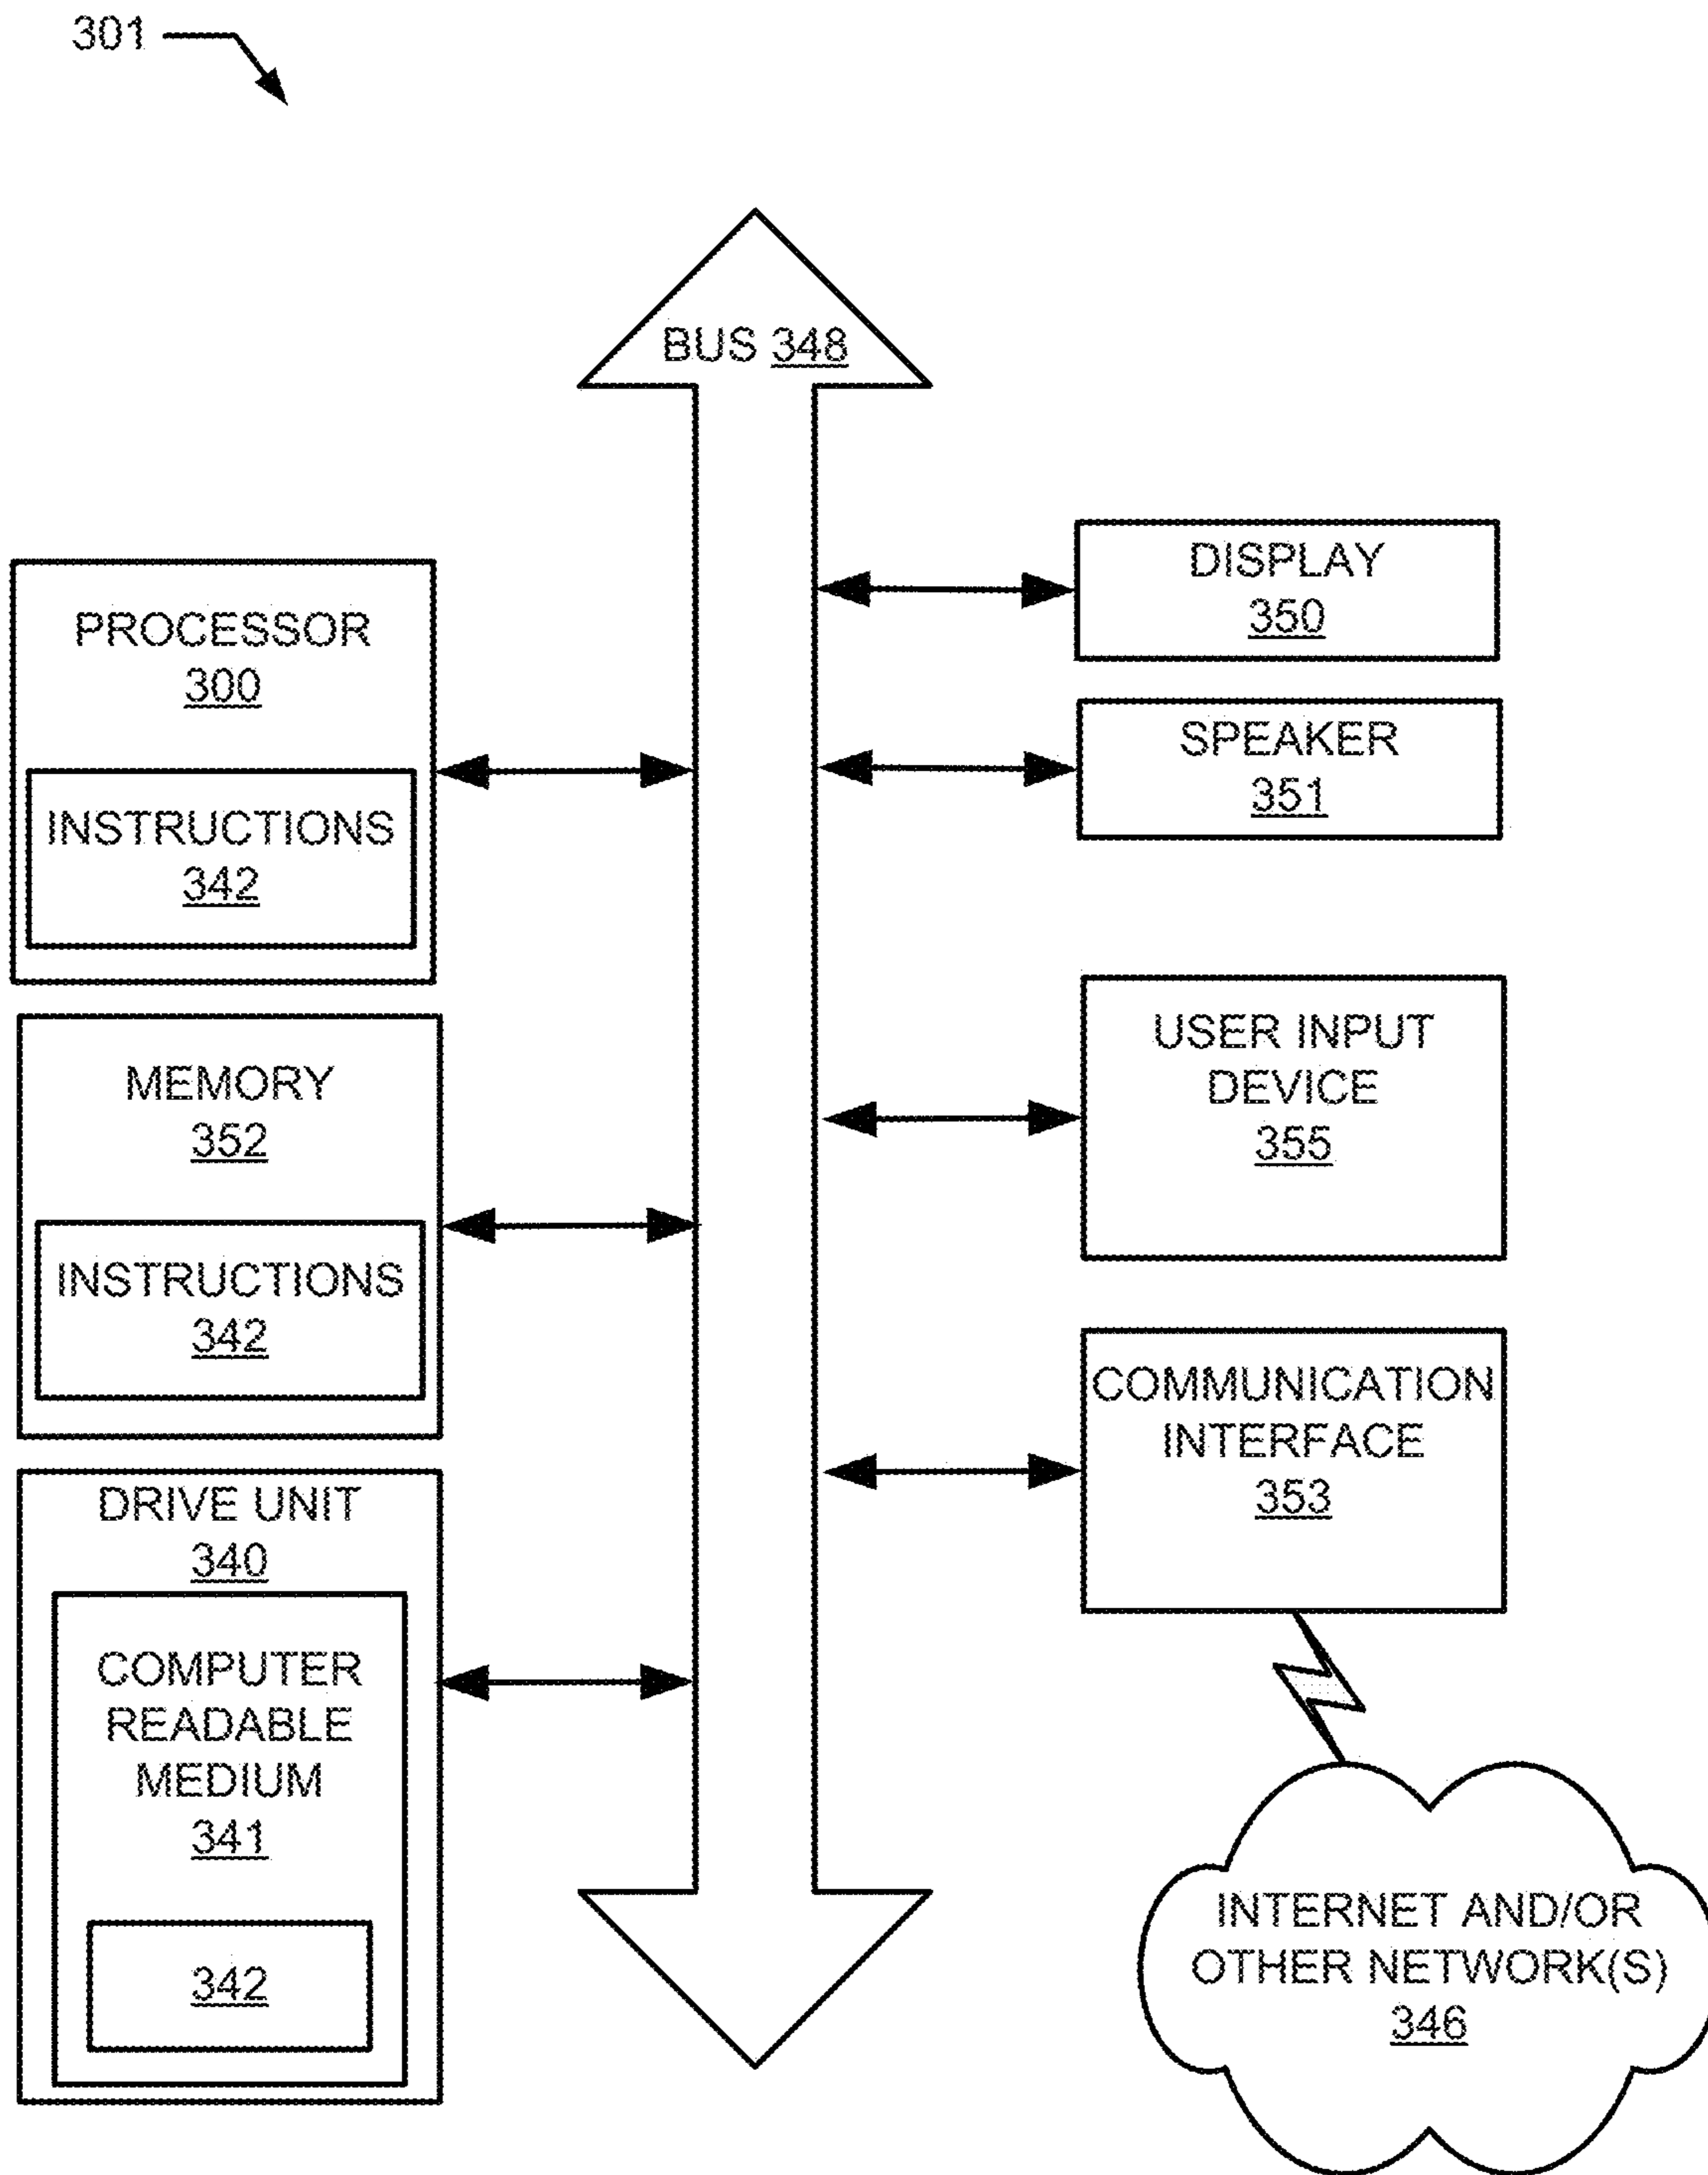 301
BUS 348
PROCESSOR
300
INSTRUCTIONS
342
MEMORY
352
INSTRUCTIONS
342
DRIVE UNIT
340
COMPUTER
READABLE
MEDIUM
341
342
DISPLAY
350
SPEAKER
351
USER INPUT
DEVICE
355
COMMUNICATION
INTERFACE
353
INTERNET AND/OR
OTHER NETWORK(S)
346